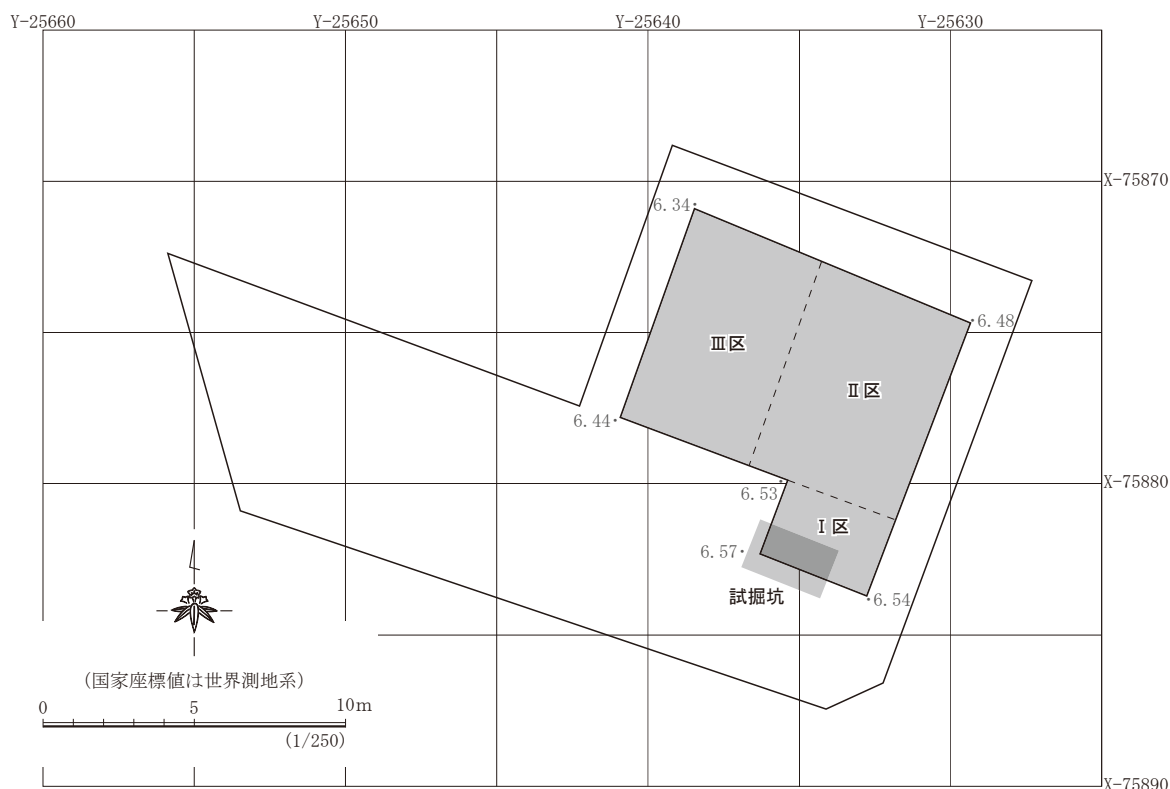 Y-25660
Y-25650
Y-25640
Y-25630
X-75870
6.34
6.48
Ⅲ区
Ⅱ区
6.44
X-75880
6.53
Ⅰ区
6.57
試掘坑
6.54
(国家座標値は世界測地系)
0 5 10m
(1/250)
X-75890